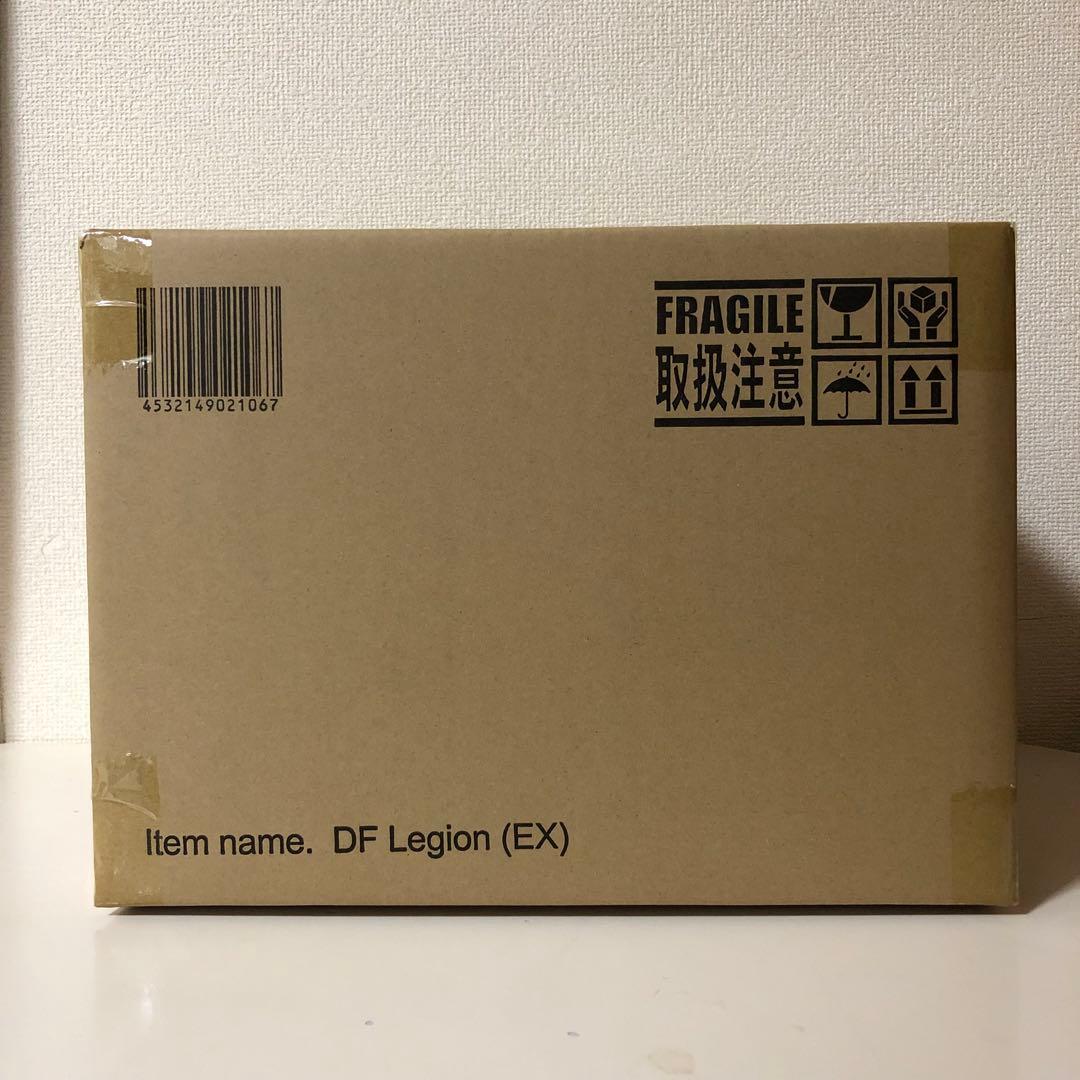 4532149021067
FRAGILE
取扱注意
Item name. DF Legion (EX)